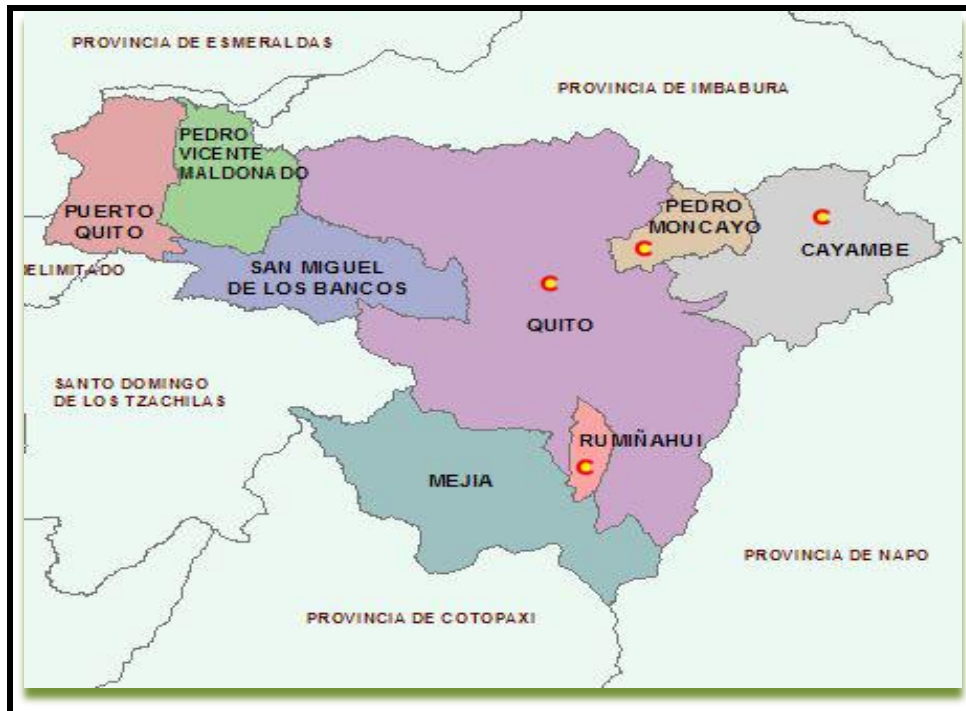 PROVINCIA DE ESMERALDAS
PROVINCIA DE IMBABURA
PEDRO
VICENTE
MALDONADO
PUERTO
QUITO
PEDRO
MONCAYO
C
C
CAYAMBE
ELIMITADO
SAN MIGUEL
DE LOS BANCOS
C
QUITO
SANTO DOMINGO
DE LOS TZACHILAS
RUMIÑAHUI
C
MEJIA
PROVINCIA DE NAPO
PROVINCIA DE COTOPAXI